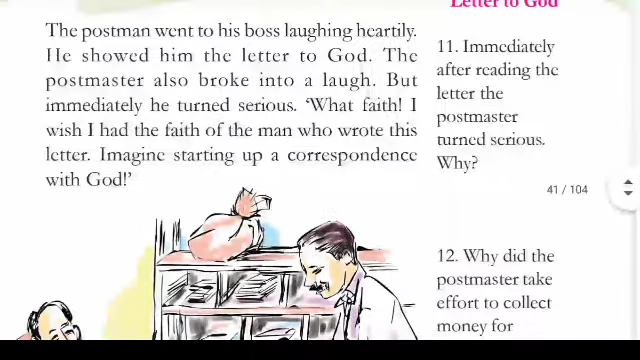 Letter to God
The postman went to his boss laughing heartily.
He showed him the letter to God. The
postmaster also broke into a laugh. But
immediately he turned serious. 'What faith! I
wish I had the faith of the man who wrote this
letter. Imagine starting up a correspondence
with God!'
11. Immediately
after reading the
letter the
postmaster
turned serious.
Why?
41 / 104
12. Why did the
postmaster take
effort to collect
money for